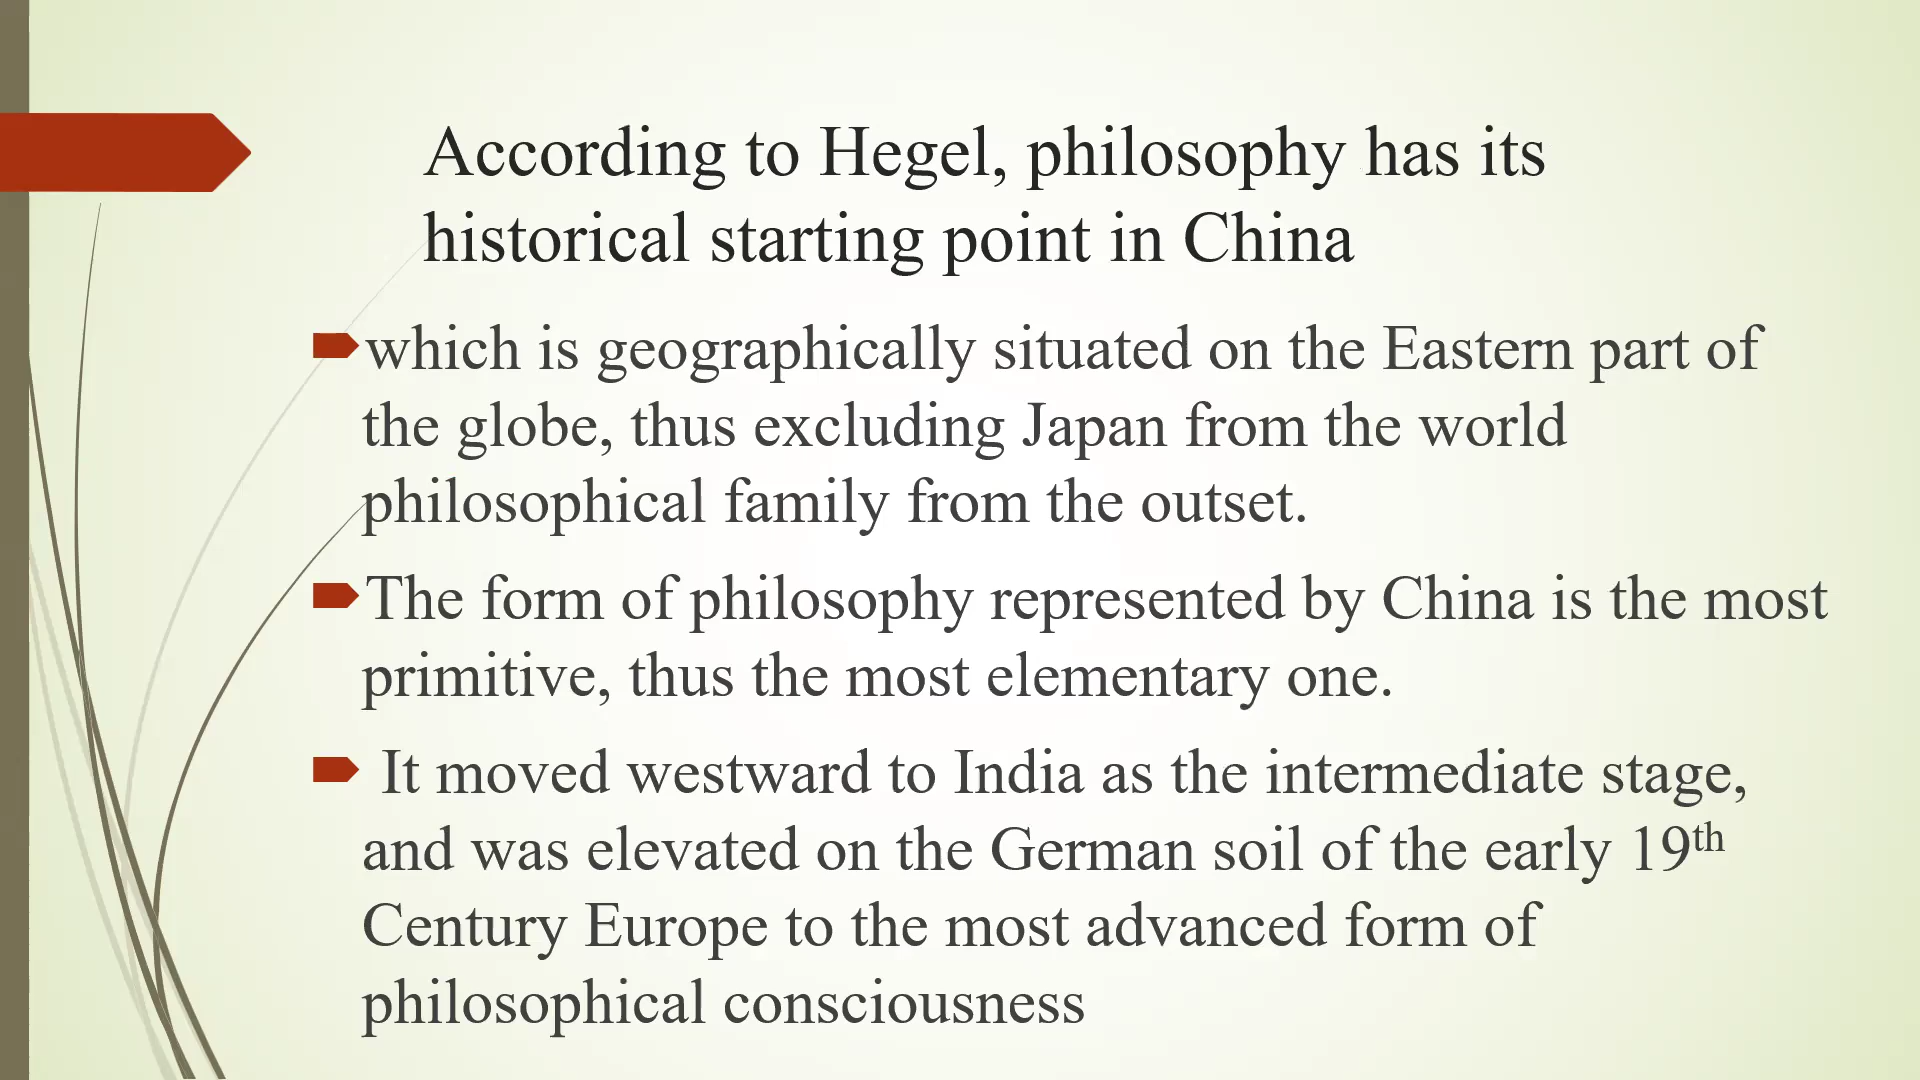 According to Hegel, philosophy has its
historical starting point in China
which is geographically situated on the Eastern part of
the globe, thus excluding Japan from the world
philosophical family from the outset.
The form of philosophy represented by China is the most
primitive, thus the most elementary one.
It moved westward to India as the intermediate stage,
and was elevated on the German soil of the early 19th
Century Europe to the most advanced form of
philosophical consciousness